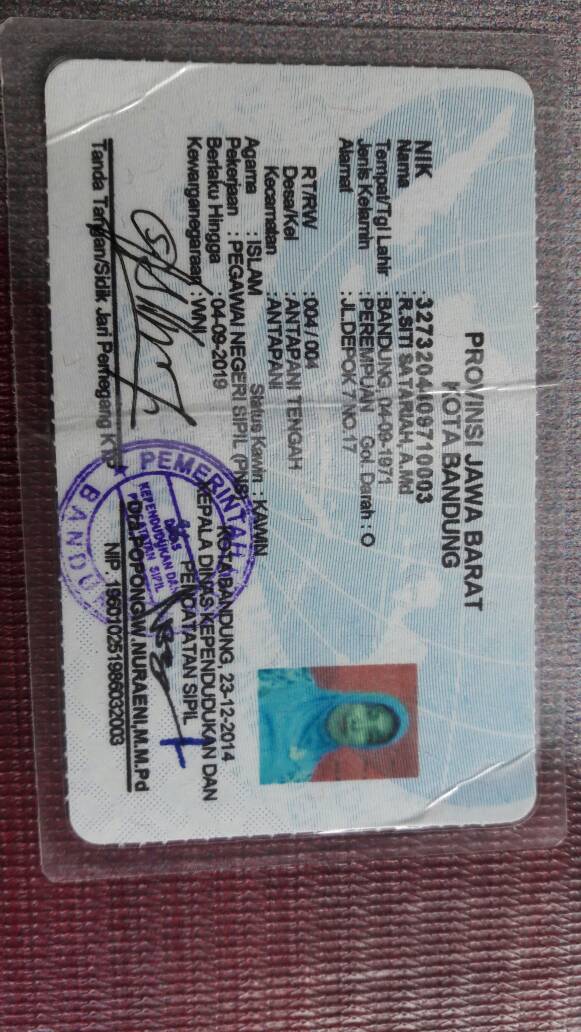 PROVINSI JAWA BARAT
KOTA BANDUNG
NIK : 3273204409710003
Nama : R.SITI SATARIAH, A.Md
Tempat/Tgl Lahir : BANDUNG, 04-09-1971
Jenis Kelamin : PEREMPUAN Gol. Darah : O
Alamat : JL.DEPOK 7 NO.17
RT/RW : 004 / 004
Desa/Kel : ANTAPANI TENGAH
Kecamatan : ANTAPANI
Agama : ISLAM Status Kawin : KAWIN
Pekerjaan : PEGAWAI NEGERI SIPIL (PNS)
Berlaku Hingga : 04-09-2019
Kewarganegaraan : WNI
KOTA BANDUNG, 23-12-2014
KEPALA DINAS KEPENDUDUKAN DAN
PENCATATAN SIPIL
PEMERINTAH
DINAS
KEPENDUDUKAN DAN
PENCATATAN SIPIL
BANDUNG
Dra.POPONG W.NURAENI,M.M.Pd
NIP. 196010251986032003
Tanda Tangan/Sidik Jari Pemegang KTP